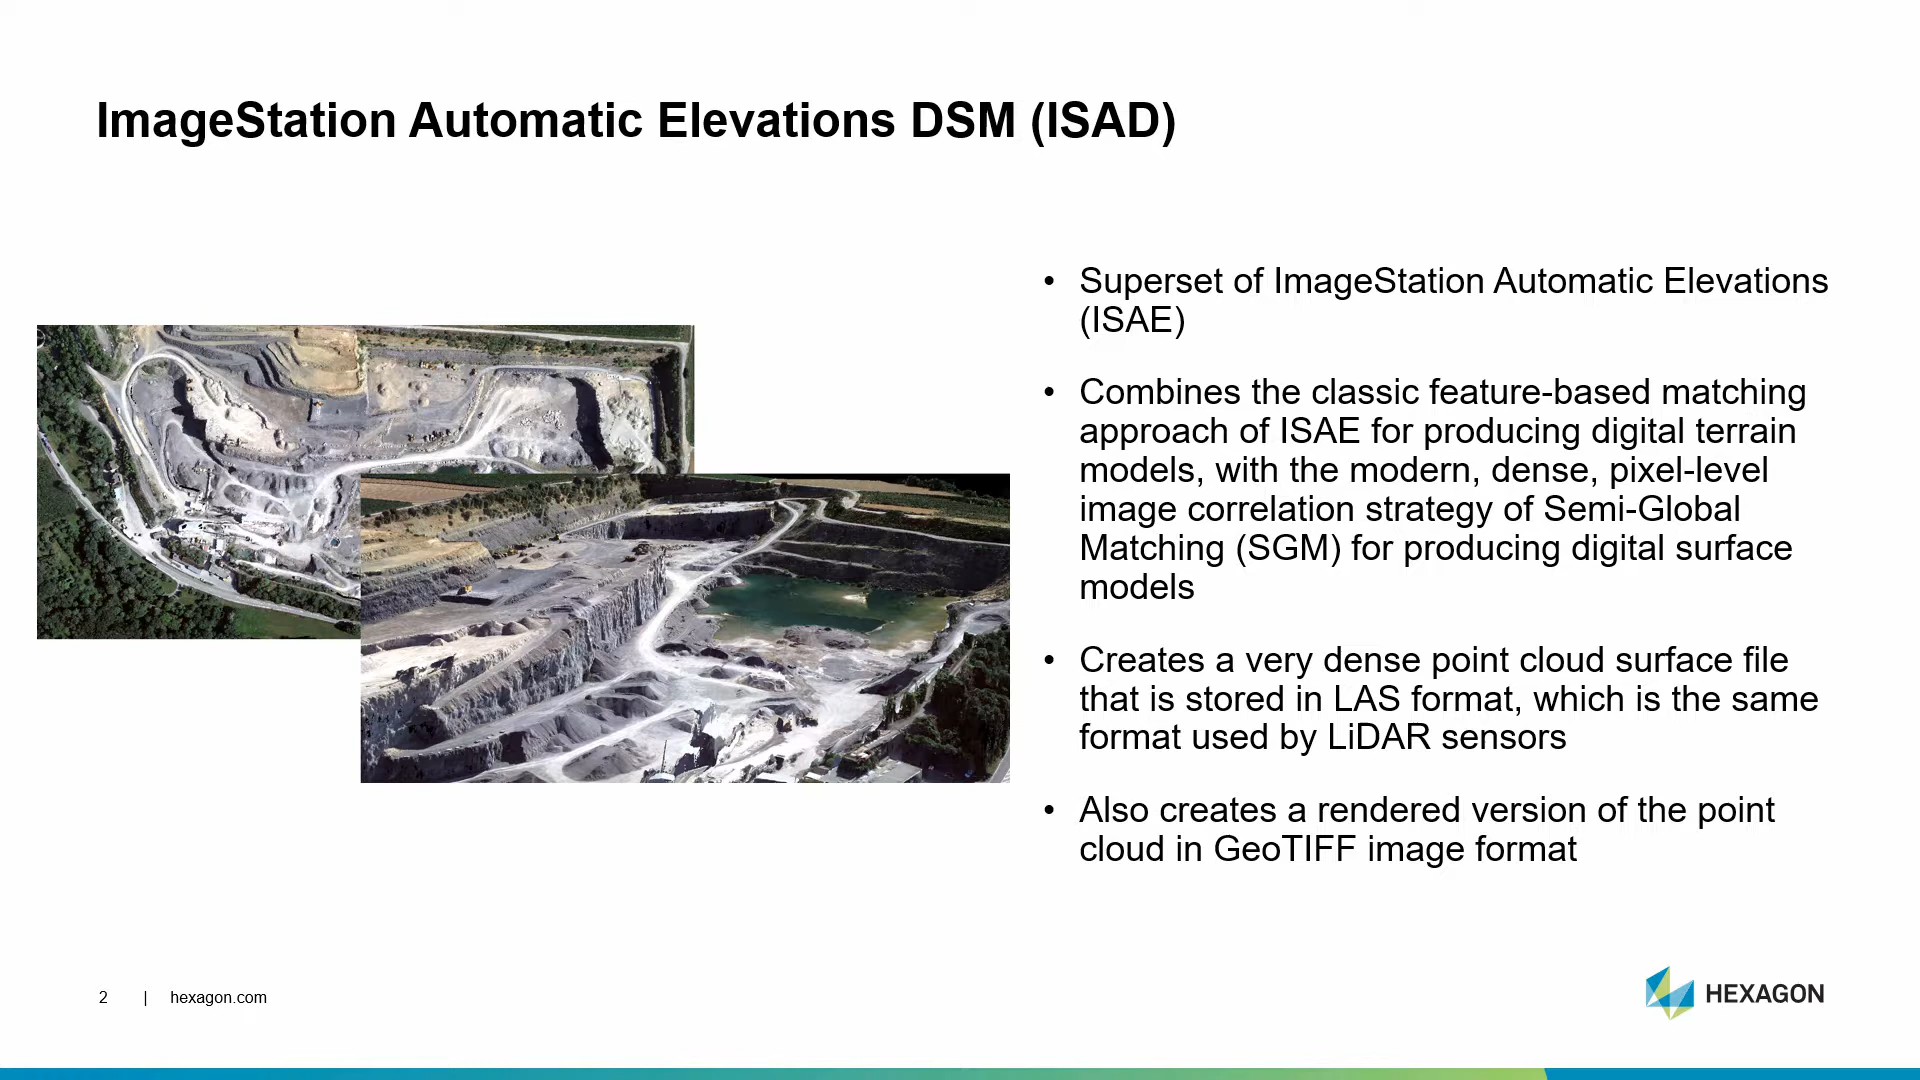 ImageStation Automatic Elevations DSM (ISAD)
• Superset of ImageStation Automatic Elevations
(ISAE)
• Combines the classic feature-based matching
approach of ISAE for producing digital terrain
models, with the modern, dense, pixel-level
image correlation strategy of Semi-Global
Matching (SGM) for producing digital surface
models
• Creates a very dense point cloud surface file
that is stored in LAS format, which is the same
format used by LiDAR sensors
• Also creates a rendered version of the point
cloud in GeoTIFF image format
2 | hexagon.com
HEXAGON